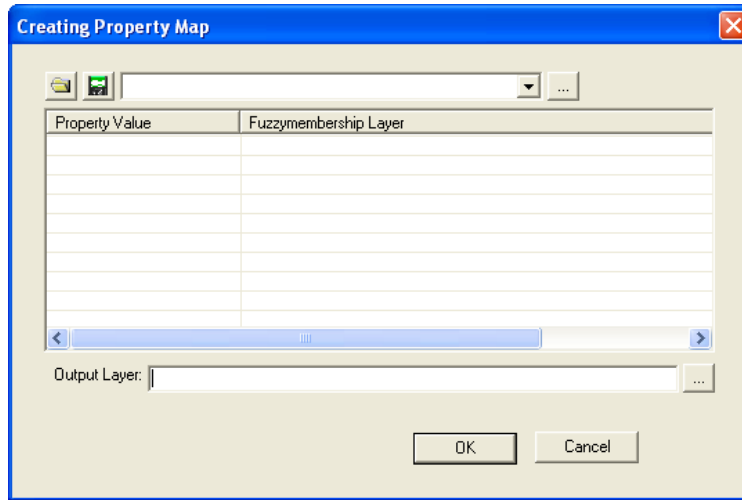 Creating Property Map
...
Property Value Fuzzymembership Layer
Output Layer: ...
OK Cancel